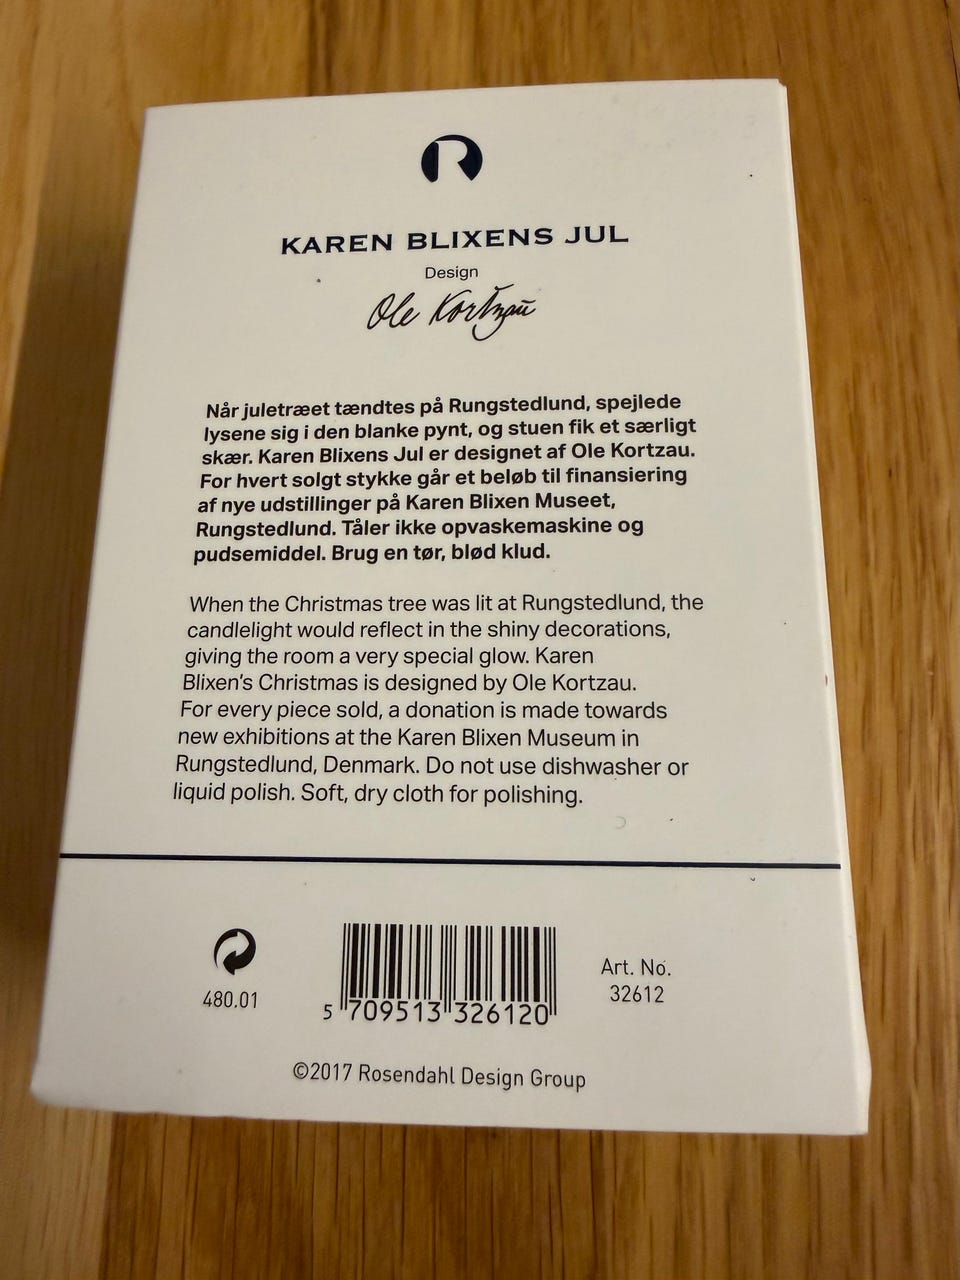 R
KAREN BLIXENS JUL
Design
Ole Kortzau
Når juletræet tændtes på Rungstedlund, spejlede
lysene sig i den blanke pynt, og stuen fik et særligt
skær. Karen Blixens Jul er designet af Ole Kortzau.
For hvert solgt stykke går et beløb til finansiering
af nye udstillinger på Karen Blixen Museet,
Rungstedlund. Tåler ikke opvaskemaskine og
pudsemiddel. Brug en tør, blød klud.
When the Christmas tree was lit at Rungstedlund, the
candlelight would reflect in the shiny decorations,
giving the room a very special glow. Karen
Blixen's Christmas is designed by Ole Kortzau.
For every piece sold, a donation is made towards
new exhibitions at the Karen Blixen Museum in
Rungstedlund, Denmark. Do not use dishwasher or
liquid polish. Soft, dry cloth for polishing.
480.01
5 709513 326120
Art. No.
32612
©2017 Rosendahl Design Group